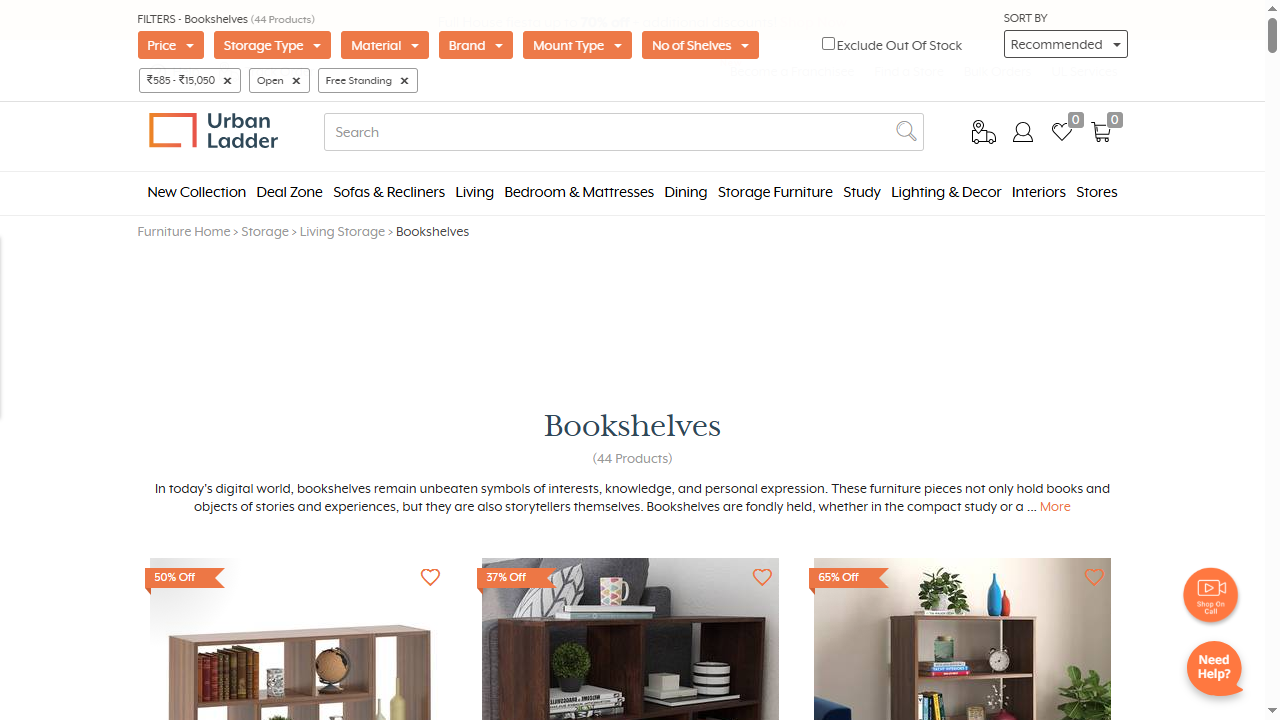 FILTERS - Bookshelves (44 Products)
SORT BY
Price
Storage Type
Material
Brand
Mount Type
No of Shelves
Exclude Out Of Stock
Recommended
₹585 - ₹15,050 ×
Open ×
Free Standing ×
Urban
Ladder
Search
0
0
New Collection Deal Zone Sofas & Recliners Living Bedroom & Mattresses Dining Storage Furniture Study Lighting & Decor Interiors Stores
Furniture Home > Storage > Living Storage > Bookshelves
Bookshelves
(44 Products)
In today's digital world, bookshelves remain unbeaten symbols of interests, knowledge, and personal expression. These furniture pieces not only hold books and
objects of stories and experiences, but they are also storytellers themselves. Bookshelves are fondly held, whether in the compact study or a ... More
50% Off
37% Off
65% Off
Shop On
Call
Need
Help?